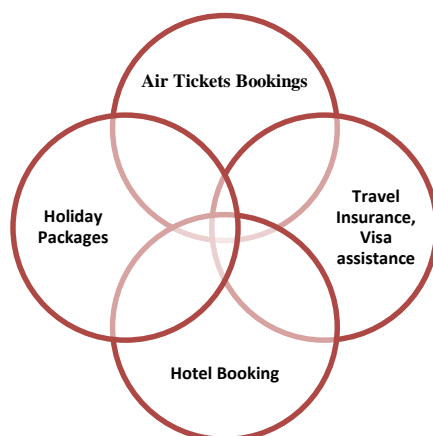 Air Tickets Bookings
Holiday
Packages
Travel
Insurance,
Visa
assistance
Hotel Booking